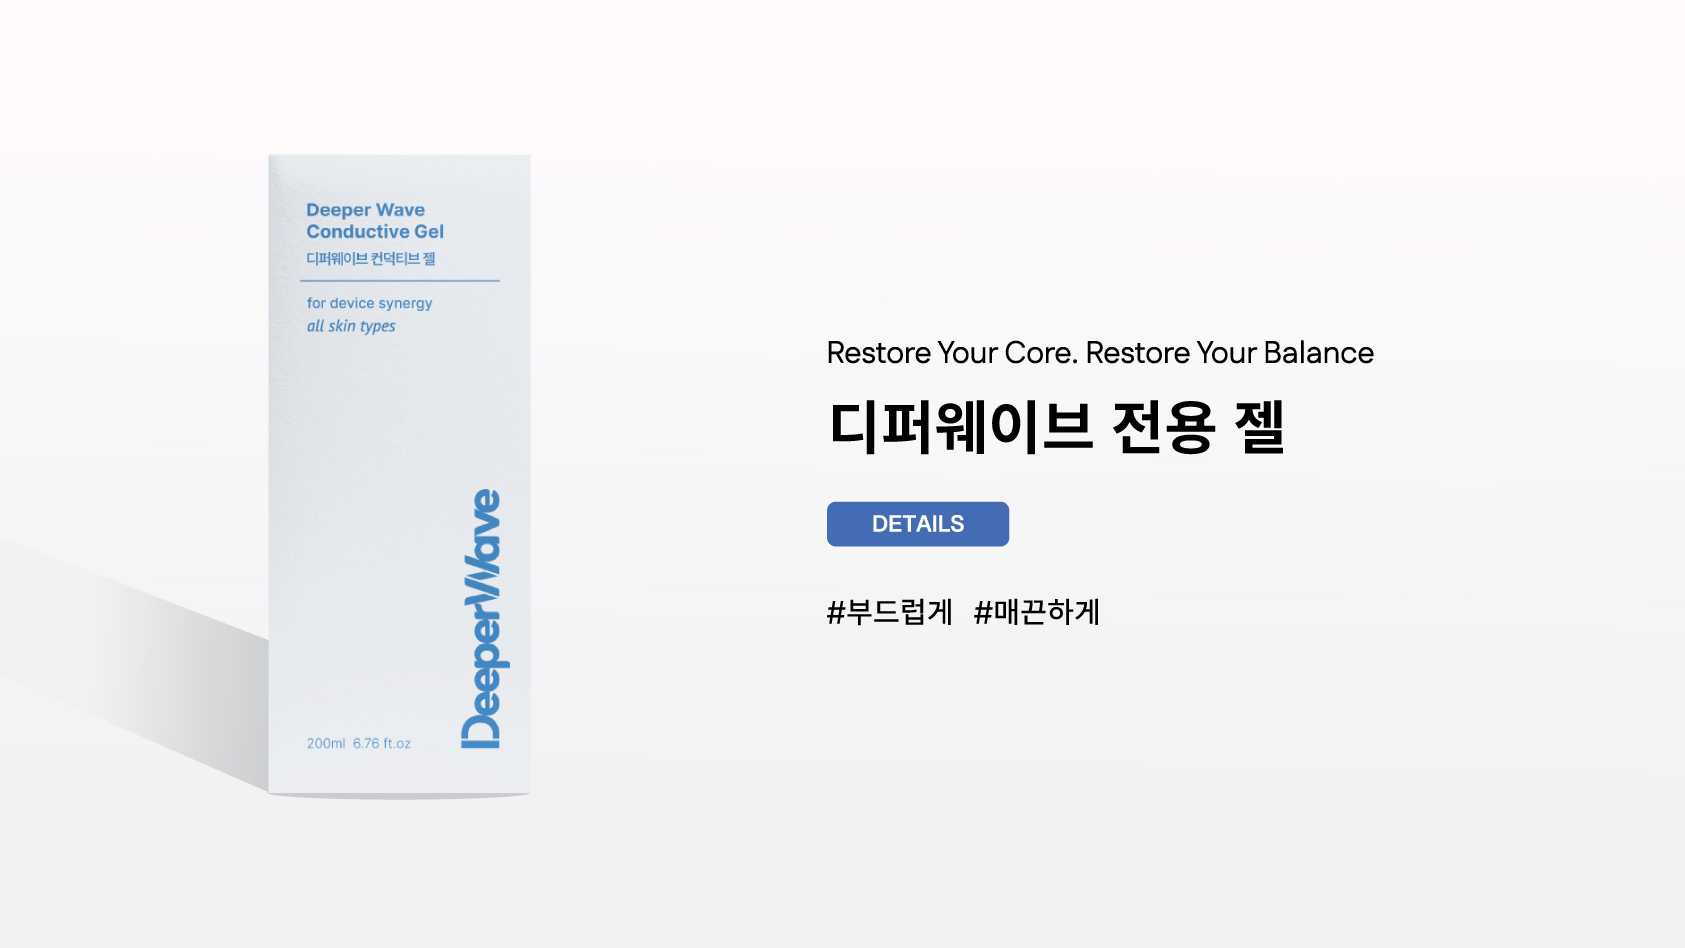 Deeper Wave
Conductive Gel
디퍼웨이브 컨덕티브 젤
for device synergy
all skin types
DeeperWave
200ml 6.76 ft.oz
Restore Your Core. Restore Your Balance
디퍼웨이브 전용 젤
DETAILS
#부드럽게 #매끈하게